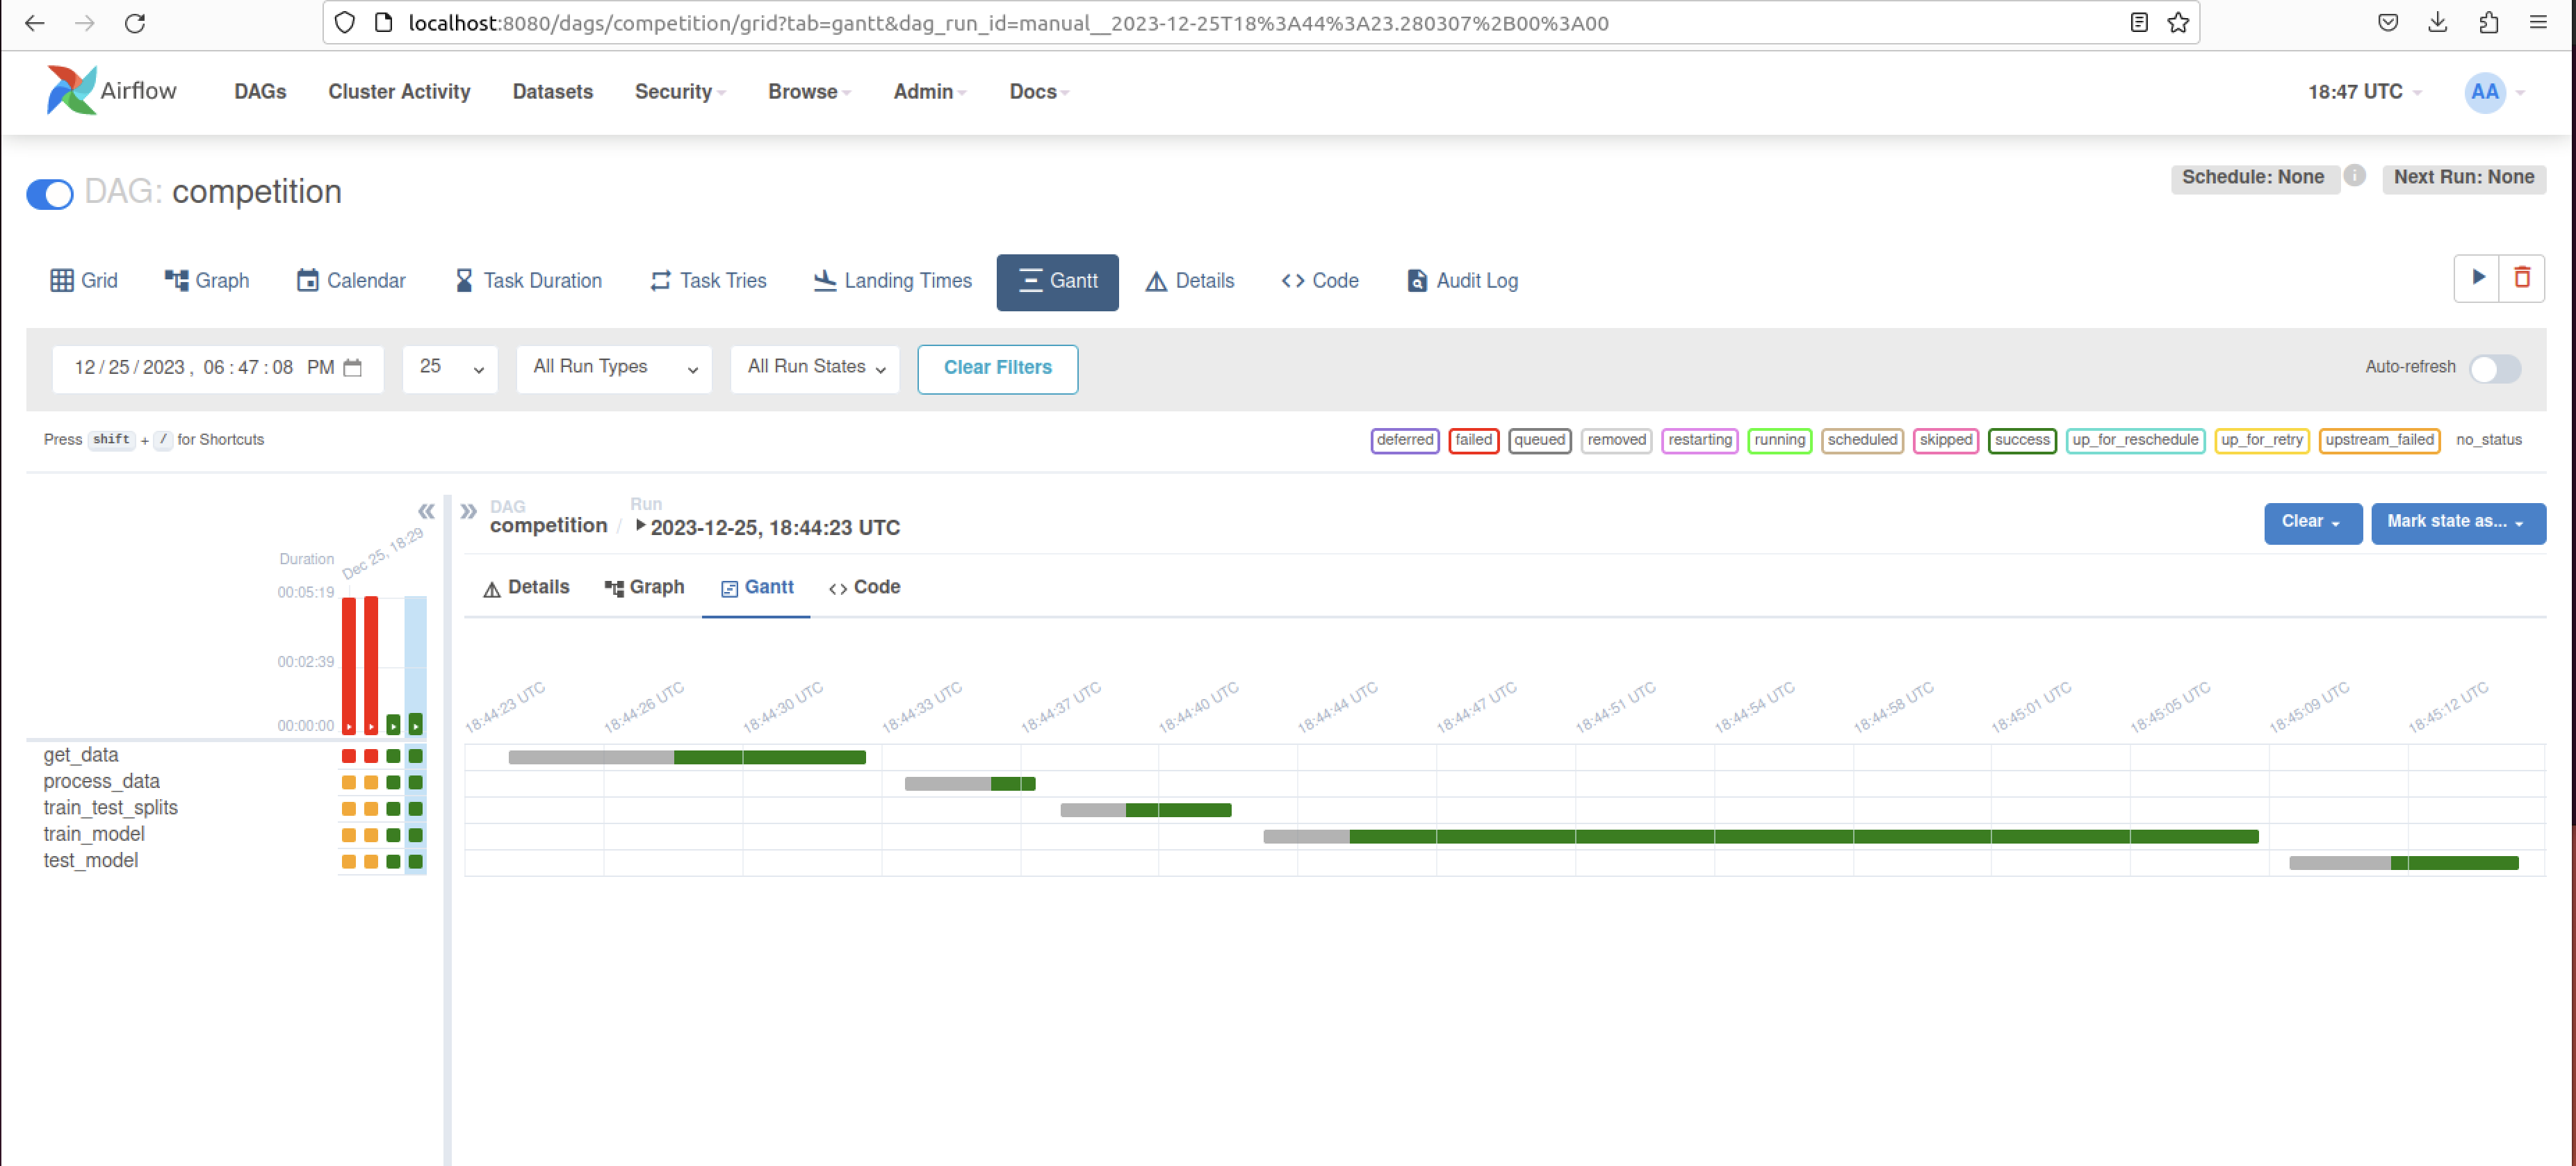 localhost:8080/dags/competition/grid?tab=gantt&dag_run_id=manual__2023-12-25T18%3A44%3A23.280307%2B00%3A00
Airflow DAGs Cluster Activity Datasets Security Browse Admin Docs 18:47 UTC AA
DAG: competition Schedule: None i Next Run: None
Grid Graph Calendar Task Duration Task Tries Landing Times Gantt Details Code Audit Log
12/25/2023, 06:47:08 PM 25 All Run Types All Run States Clear Filters Auto-refresh
Press shift + / for Shortcuts deferred failed queued removed restarting running scheduled skipped success up_for_reschedule up_for_retry upstream_failed no_status
DAG Run
competition / 2023-12-25, 18:44:23 UTC Clear Mark state as...
Dec 25, 18:29
Duration
00:05:19
00:02:39
00:00:00
Details Graph Gantt Code
18:44:23 UTC 18:44:26 UTC 18:44:30 UTC 18:44:33 UTC 18:44:37 UTC 18:44:40 UTC 18:44:44 UTC 18:44:47 UTC 18:44:51 UTC 18:44:54 UTC 18:44:58 UTC 18:45:01 UTC 18:45:05 UTC 18:45:09 UTC 18:45:12 UTC
get_data
process_data
train_test_splits
train_model
test_model